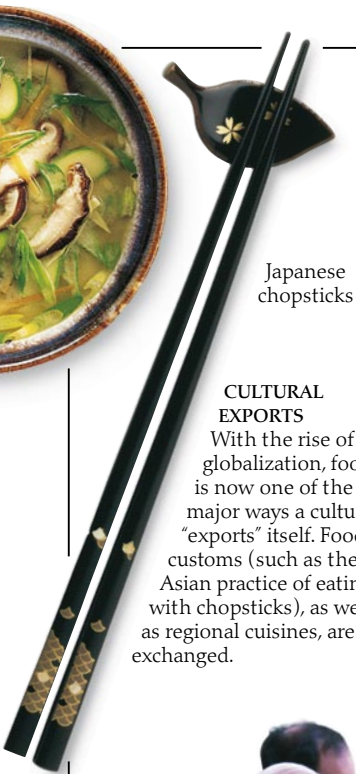 Japanese
chopsticks
CULTURAL
EXPORTS
With the rise of
globalization,
is now one of the
major ways a
"exports" itself.
customs (such as the
Asian practice of
with chopsticks), as
as regional cuisines, are
exchanged.